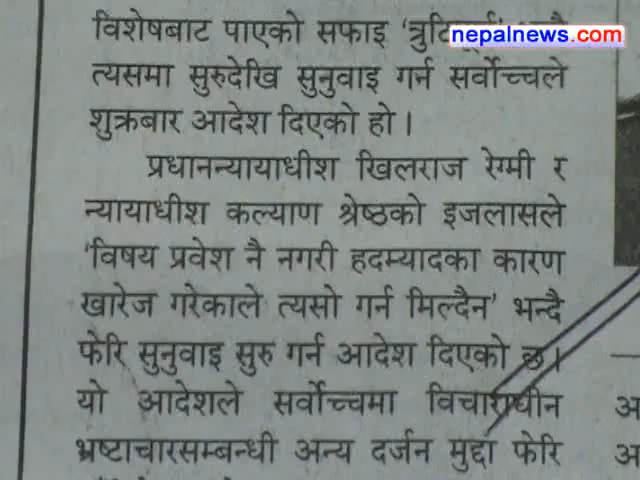 nepalnews.com
विशेषबाट पाएको सफाइ
त्यसमा सुरुदेखि सुनुवाइ गर्न सर्वोच्चले
शुक्रबार आदेश दिएको हो ।
प्रधानन्यायाधीश खिलराज रेग्मी र
न्यायाधीश कल्याण श्रेष्ठको इजलासले
'विषय प्रवेश नै नगरी हदम्यादका कारण
खारेज गरेकाले त्यसो गर्न मिल्दैन' भन्दै
फेरि सुनुवाइ सुरु गर्न आदेश दिएको छ ।
यो आदेशले सर्वोच्चमा विचाराधीन
भ्रष्टाचारसम्बन्धी अन्य दर्जन मुद्दा फेरि
अ
अ